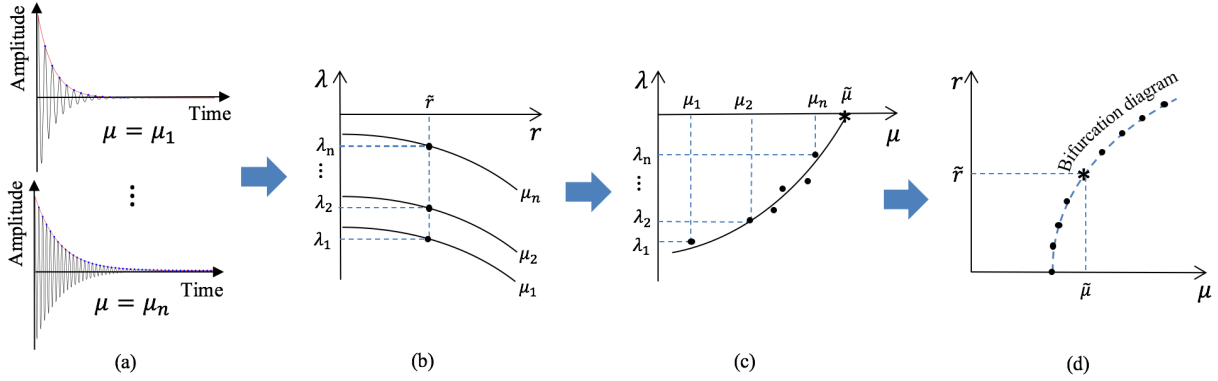 Amplitude
Time
μ = μ₁
⋮
Amplitude
Time
μ = μₙ
(a)
λ
r̃
r
λₙ
⋮
λ₂
λ₁
μₙ
μ₂
μ₁
(b)
λ
μ₁ μ₂ μₙ μ̃
μ
λₙ
⋮
λ₂
λ₁
(c)
r
Bifurcation diagram
r̃
μ̃
μ
(d)